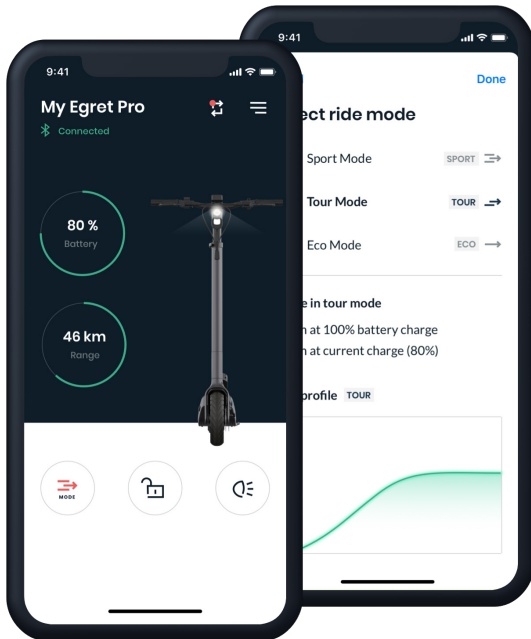 9:41
My Egret Pro
Connected
80 %
Battery
46 km
Range
MODE
9:41
Done
ect ride mode
Sport Mode SPORT
Tour Mode TOUR
Eco Mode ECO
e in tour mode
at 100% battery charge
at current charge (80%)
profile TOUR